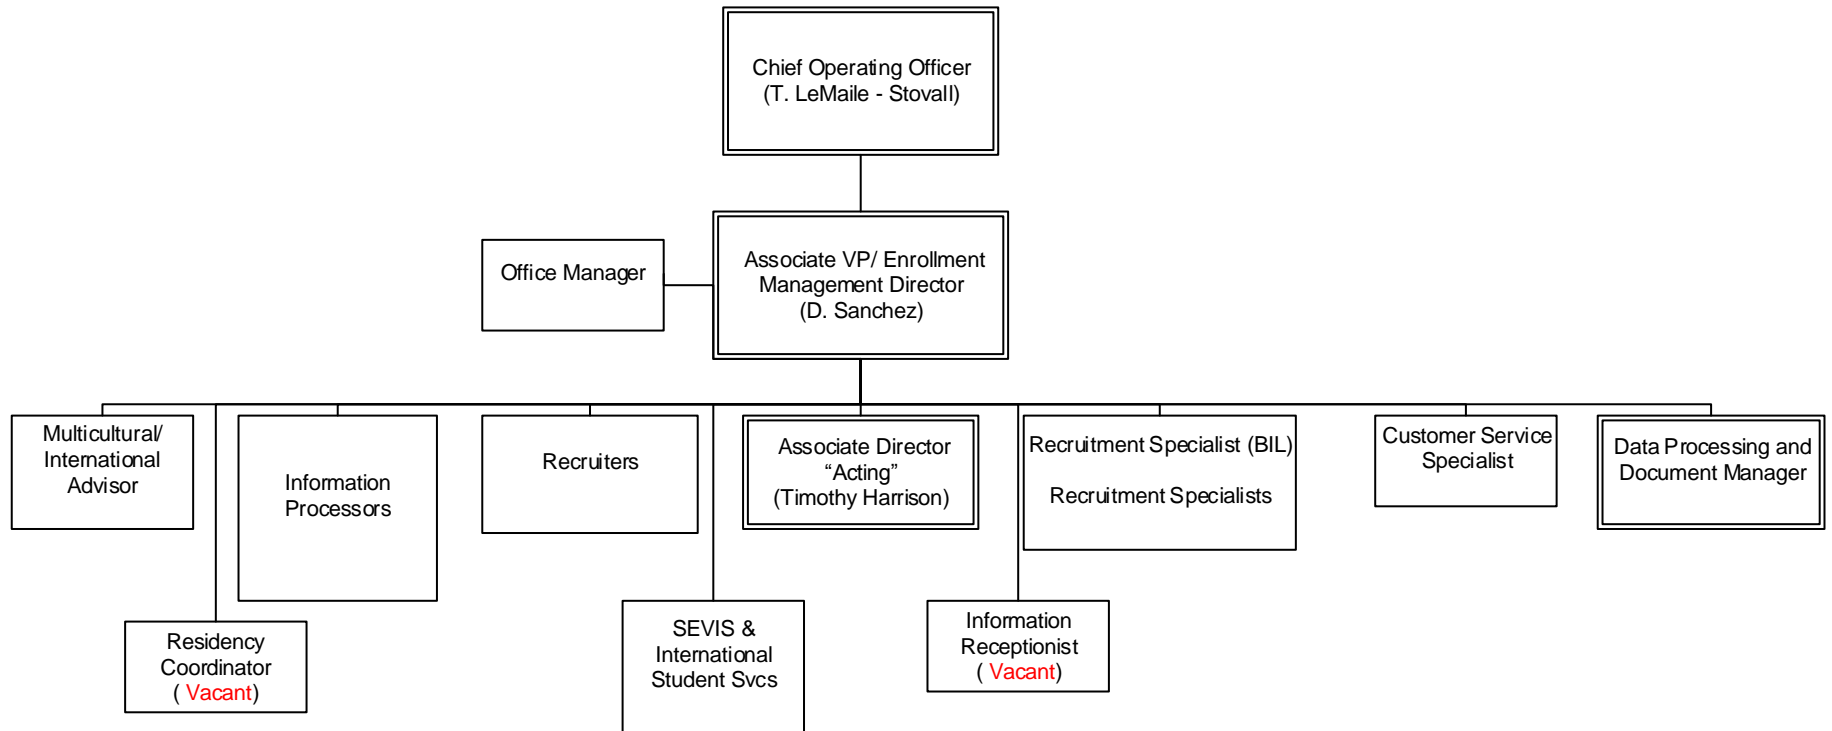 Chief Operating Officer
(T. LeMaile - Stovall)
Office Manager
Associate VP/ Enrollment
Management Director
(D. Sanchez)
Multicultural/
International
Advisor
Information
Processors
Recruiters
Associate Director
“Acting”
(Timothy Harrison)
Recruitment Specialist (BIL)
Recruitment Specialists
Customer Service
Specialist
Data Processing and
Document Manager
Residency
Coordinator
( Vacant)
SEVIS &
International
Student Svcs
Information
Receptionist
( Vacant)